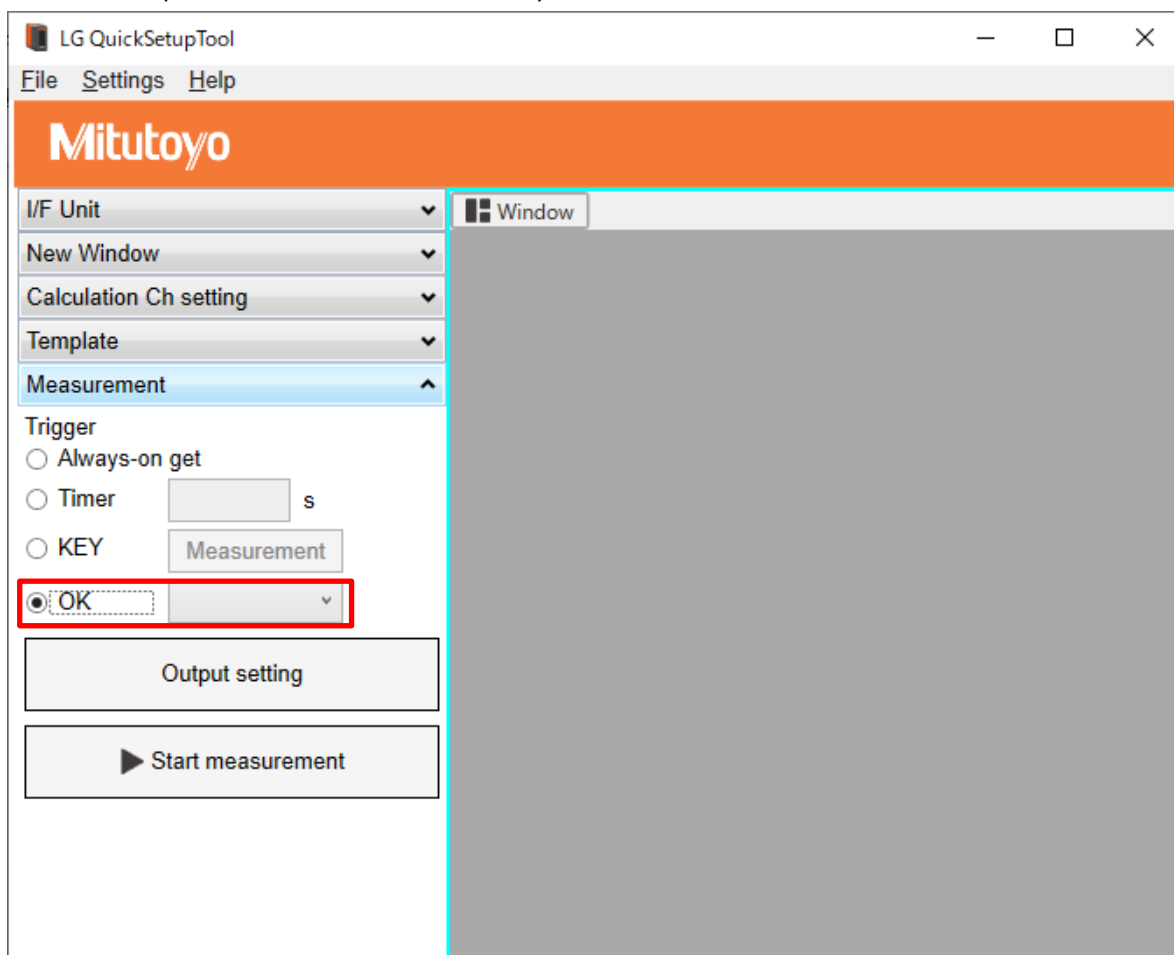 LG QuickSetupTool
File Settings Help
Mitutoyo
I/F Unit
Window
New Window
Calculation Ch setting
Template
Measurement
Trigger
Always-on get
Timer s
KEY Measurement
OK
Output setting
Start measurement